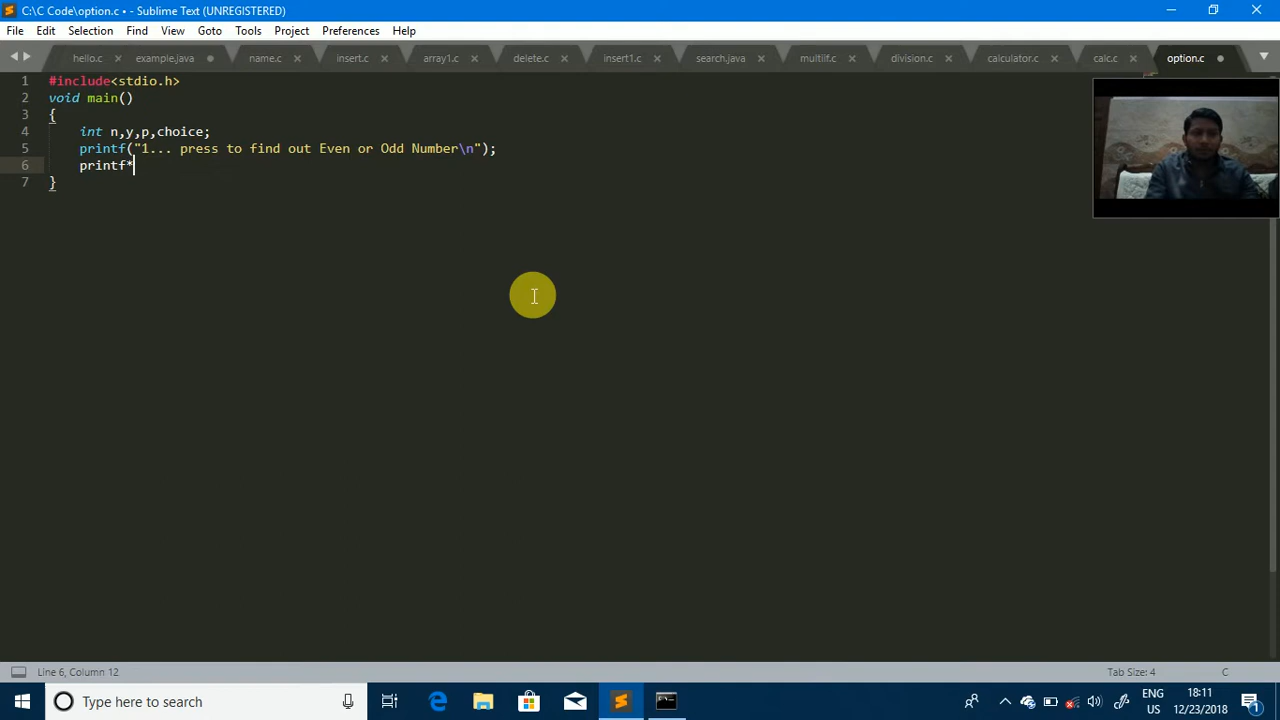 C:\C Code\option.c • - Sublime Text (UNREGISTERED)
File Edit Selection Find View Goto Tools Project Preferences Help
hello.c example.java name.c insert.c array1.c delete.c insert1.c search.java multiif.c division.c calculator.c calc.c option.c
1 #include<stdio.h>
2 void main()
3 {
4 int n,y,p,choice;
5 printf("1... press to find out Even or Odd Number\n");
6 printf*
7 }
Line 6, Column 12 Tab Size: 4 C
Type here to search ENG 18:11
US 12/23/2018 1